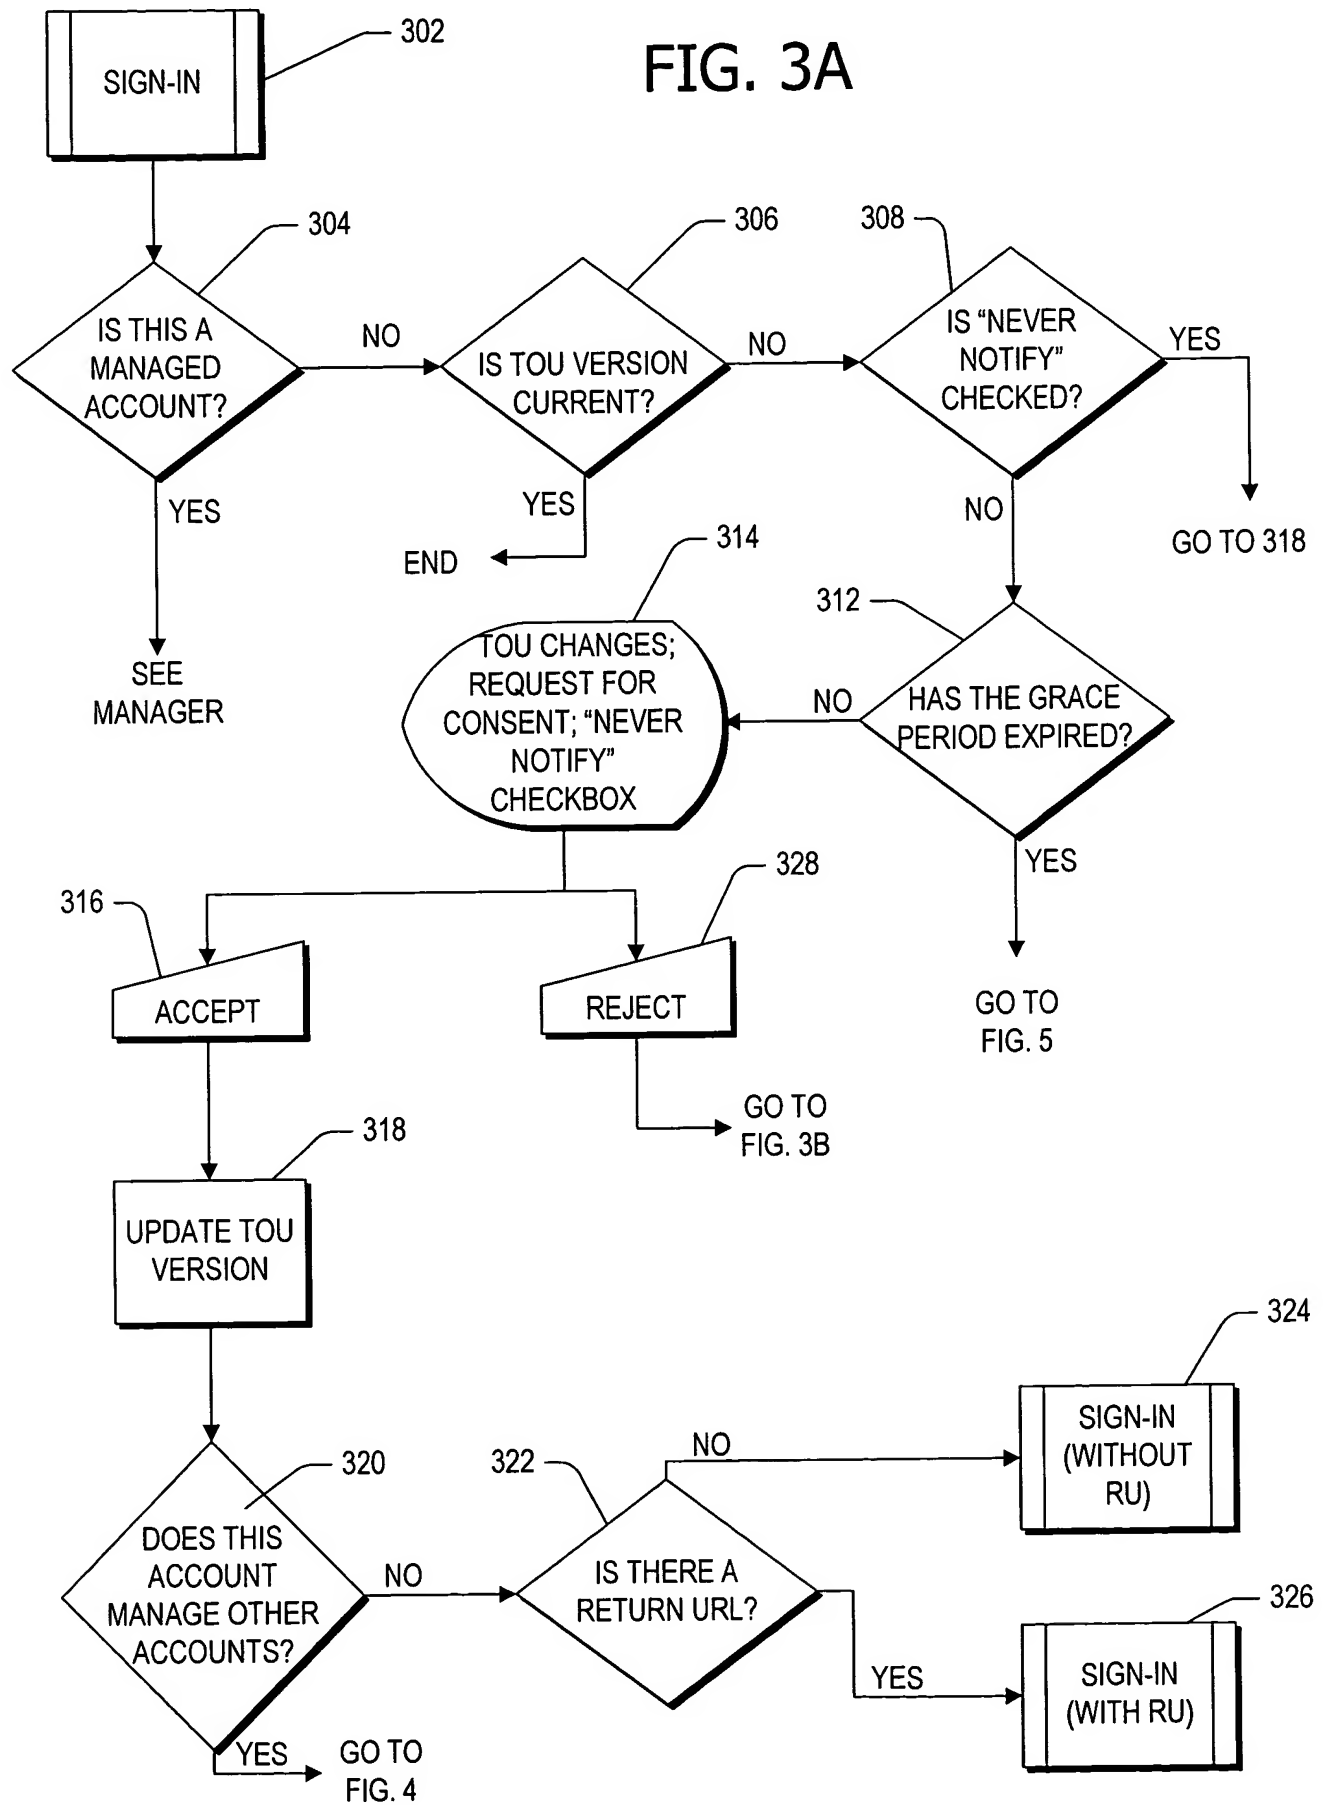 302
FIG. 3A
SIGN-IN
304
306
308
IS THIS A
MANAGED
ACCOUNT?
NO
IS TOU VERSION
CURRENT?
NO
IS “NEVER
NOTIFY”
CHECKED?
YES
YES
YES
NO
END
GO TO 318
SEE
MANAGER
314
312
TOU CHANGES;
REQUEST FOR
CONSENT; “NEVER
NOTIFY”
CHECKBOX
NO
HAS THE GRACE
PERIOD EXPIRED?
YES
GO TO
FIG. 5
316
328
ACCEPT
REJECT
GO TO
FIG. 3B
318
UPDATE TOU
VERSION
320
DOES THIS
ACCOUNT
MANAGE OTHER
ACCOUNTS?
NO
322
IS THERE A
RETURN URL?
NO
324
SIGN-IN
(WITHOUT
RU)
YES
326
SIGN-IN
(WITH RU)
YES
GO TO
FIG. 4